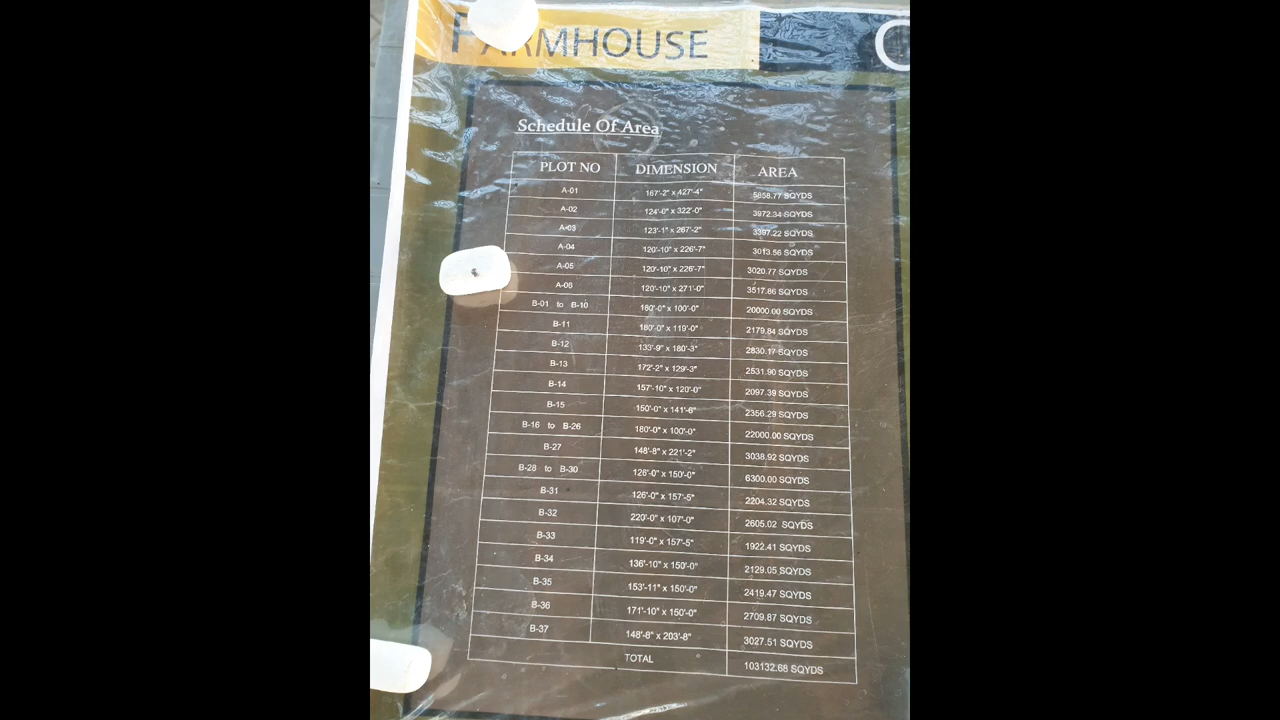 FARMHOUSE
Schedule Of Area
PLOT NO DIMENSION AREA
A-01 167'-2" x 427'-4" 5858.77 SQYDS
A-02 124'-0" x 322'-0" 3972.34 SQYDS
A-03 123'-1" x 267'-2" 3397.22 SQYDS
A-04 120'-10" x 226'-7" 3013.56 SQYDS
A-05 120'-10" x 226'-7" 3020.77 SQYDS
A-06 120'-10" x 271'-0" 3517.86 SQYDS
B-01 to B-10 180'-0" x 100'-0" 20000.00 SQYDS
B-11 180'-0" x 119'-0" 2179.84 SQYDS
B-12 133'-9" x 180'-3" 2830.17 SQYDS
B-13 172'-2" x 129'-3" 2531.90 SQYDS
B-14 157'-10" x 120'-0" 2097.39 SQYDS
B-15 150'-0" x 141'-6" 2356.29 SQYDS
B-16 to B-26 180'-0" x 100'-0" 22000.00 SQYDS
B-27 148'-8" x 221'-2" 3038.92 SQYDS
B-28 to B-30 126'-0" x 150'-0" 6300.00 SQYDS
B-31 126'-0" x 157'-5" 2204.32 SQYDS
B-32 220'-0" x 107'-0" 2605.02 SQYDS
B-33 119'-0" x 157'-5" 1922.41 SQYDS
B-34 136'-10" x 150'-0" 2129.05 SQYDS
B-35 153'-11" x 150'-0" 2419.47 SQYDS
B-36 171'-10" x 150'-0" 2709.87 SQYDS
B-37 148'-8" x 203'-8" 3027.51 SQYDS
TOTAL 103132.68 SQYDS